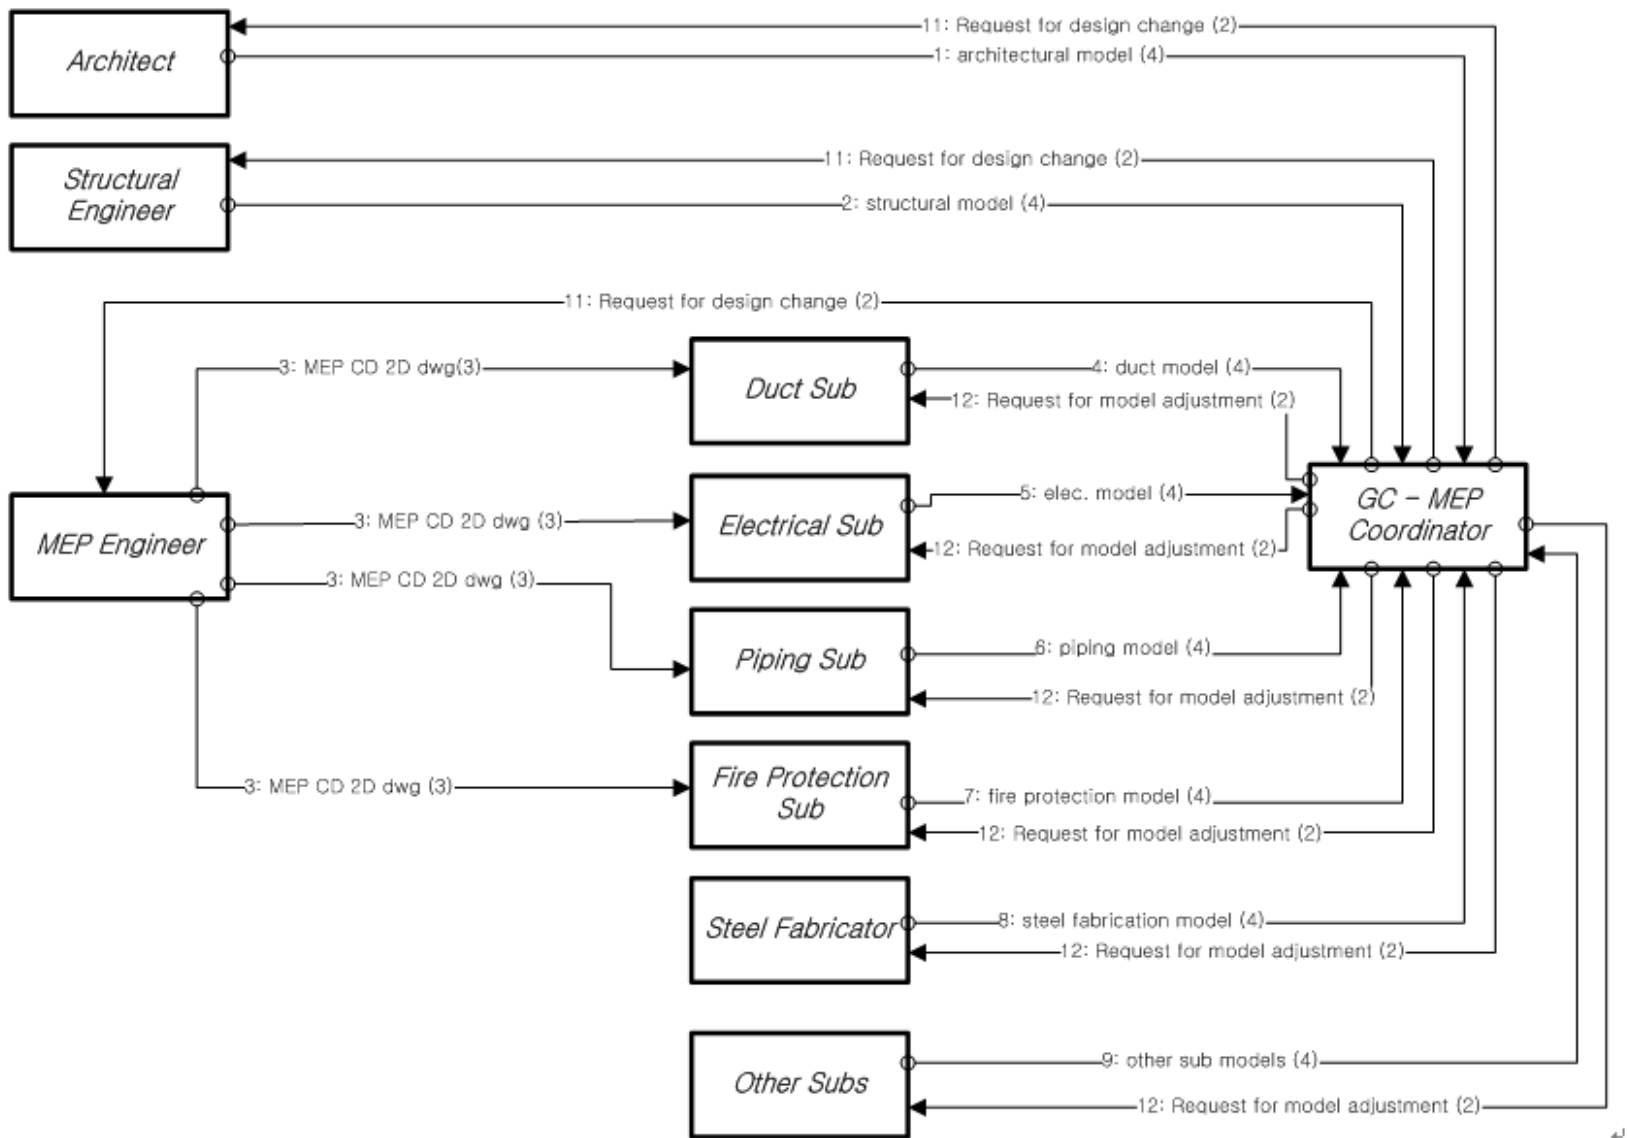 11: Request for design change (2)
Architect
1: architectural model (4)
11: Request for design change (2)
Structural
Engineer
2: structural model (4)
11: Request for design change (2)
3: MEP CD 2D dwg(3)
Duct Sub
4: duct model (4)
12: Request for model adjustment (2)
MEP Engineer
3: MEP CD 2D dwg (3)
Electrical Sub
5: elec. model (4)
12: Request for model adjustment (2)
GC - MEP
Coordinator
3: MEP CD 2D dwg (3)
Piping Sub
6: piping model (4)
12: Request for model adjustment (2)
3: MEP CD 2D dwg (3)
Fire Protection
Sub
7: fire protection model (4)
12: Request for model adjustment (2)
Steel Fabricator
8: steel fabrication model (4)
12: Request for model adjustment (2)
Other Subs
9: other sub models (4)
12: Request for model adjustment (2)